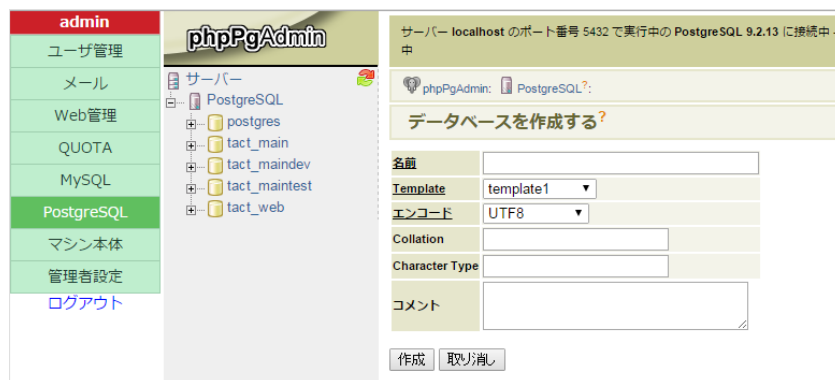 admin
ユーザ管理
メール
Web管理
QUOTA
MySQL
PostgreSQL
マシン本体
管理者設定
ログアウト
phpPgAdmin
サーバー
PostgreSQL
postgres
tact_main
tact_maindev
tact_maintest
tact_web
サーバー localhost のポート番号 5432 で実行中の PostgreSQL 9.2.13 に接続中
中
phpPgAdmin: PostgreSQL?:
データベースを作成する?
名前
Template template1
エンコード UTF8
Collation
Character Type
コメント
作成 取り消し